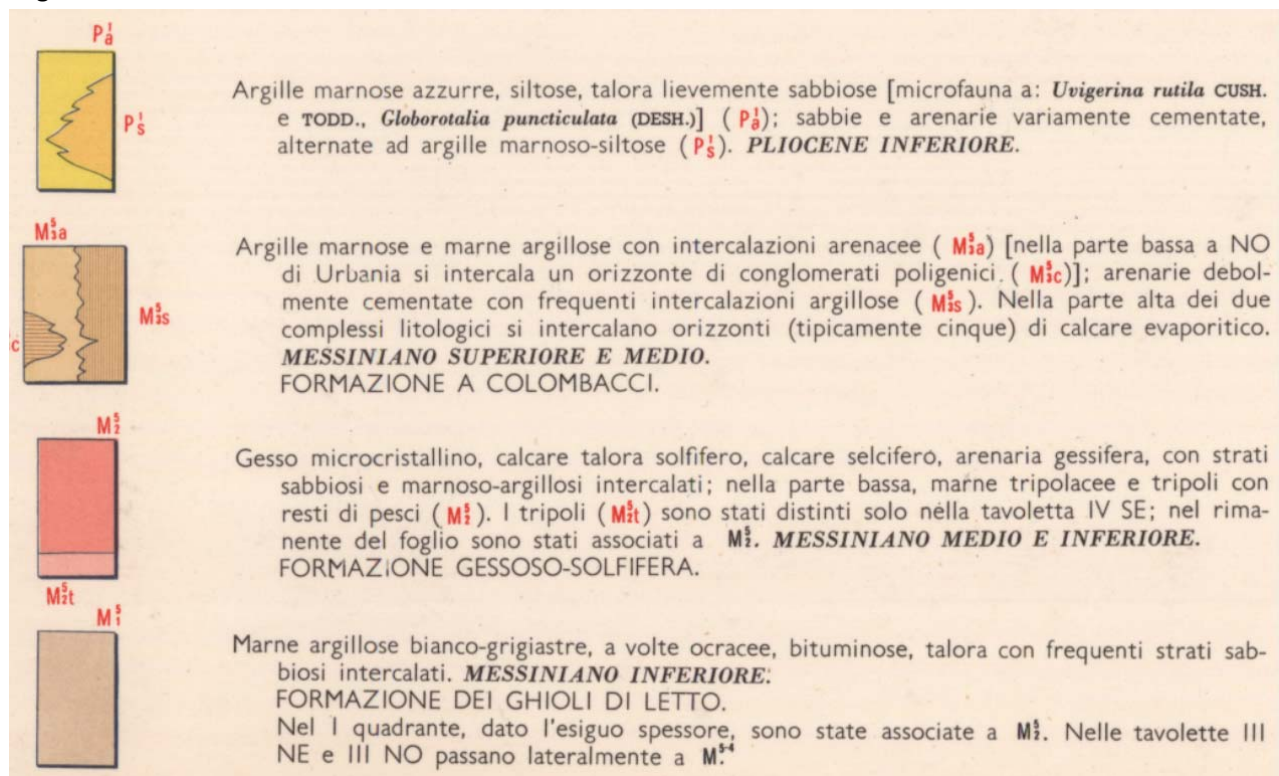 P¹a
P¹s
Argille marnose azzurre, siltose, talora lievemente sabbiose [microfauna a: Uvigerina rutila CUSH.
e TODD., Globorotalia puncticulata (DESH.)] ( P¹a); sabbie e arenarie variamente cementate,
alternate ad argille marnoso-siltose ( P¹s). PLIOCENE INFERIORE.
M⁵₃a
M⁵₃s
c
Argille marnose e marne argillose con intercalazioni arenacee ( M⁵₃a) [nella parte bassa a NO
di Urbania si intercala un orizzonte di conglomerati poligenici. ( M⁵₃c)]; arenarie debol-
mente cementate con frequenti intercalazioni argillose ( M⁵₃s ). Nella parte alta dei due
complessi litologici si intercalano orizzonti (tipicamente cinque) di calcare evaporitico.
MESSINIANO SUPERIORE E MEDIO.
FORMAZIONE A COLOMBACCI.
M⁵₂
Gesso microcristallino, calcare talora solfifero, calcare selcifero, arenaria gessifera, con strati
sabbiosi e marnoso-argillosi intercalati; nella parte bassa, marne tripolacee e tripoli con
resti di pesci ( M⁵₂). I tripoli ( M⁵₂t) sono stati distinti solo nella tavoletta IV SE; nel rima-
nente del foglio sono stati associati a M⁵₂. MESSINIANO MEDIO E INFERIORE.
FORMAZIONE GESSOSO-SOLFIFERA.
M⁵₂t
M⁵₁
Marne argillose bianco-grigiastre, a volte ocracee, bituminose, talora con frequenti strati sab-
biosi intercalati. MESSINIANO INFERIORE.
FORMAZIONE DEI GHIOLI DI LETTO.
Nel I quadrante, dato l'esiguo spessore, sono state associate a M⁵₂. Nelle tavolette III
NE e III NO passano lateralmente a M⁵⁻⁴.